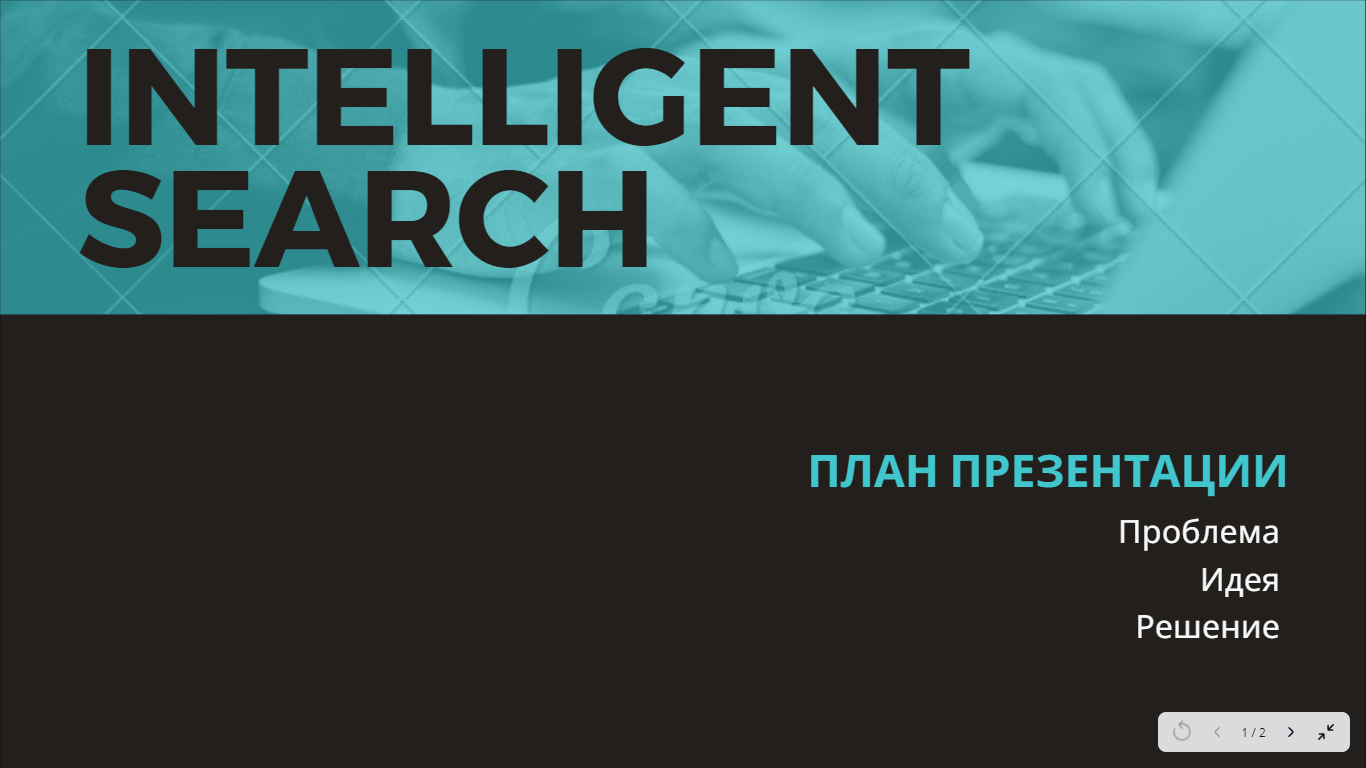 INTELLIGENT
SEARCH
ПЛАН ПРЕЗЕНТАЦИИ
Проблема
Идея
Решение
1 / 2